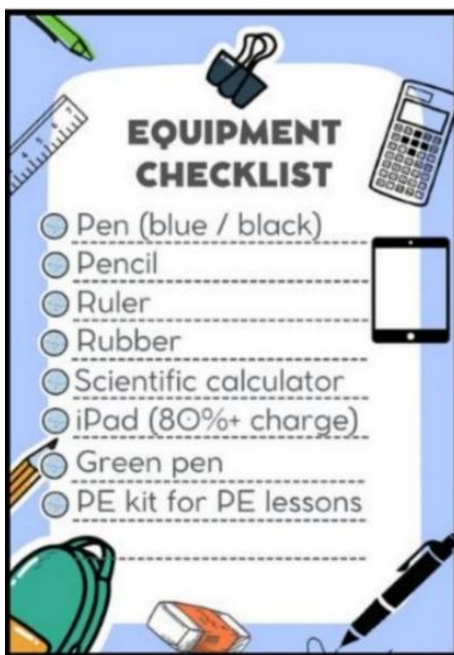 EQUIPMENT
CHECKLIST
Pen (blue / black)
Pencil
Ruler
Rubber
Scientific calculator
iPad (80%+ charge)
Green pen
PE kit for PE lessons